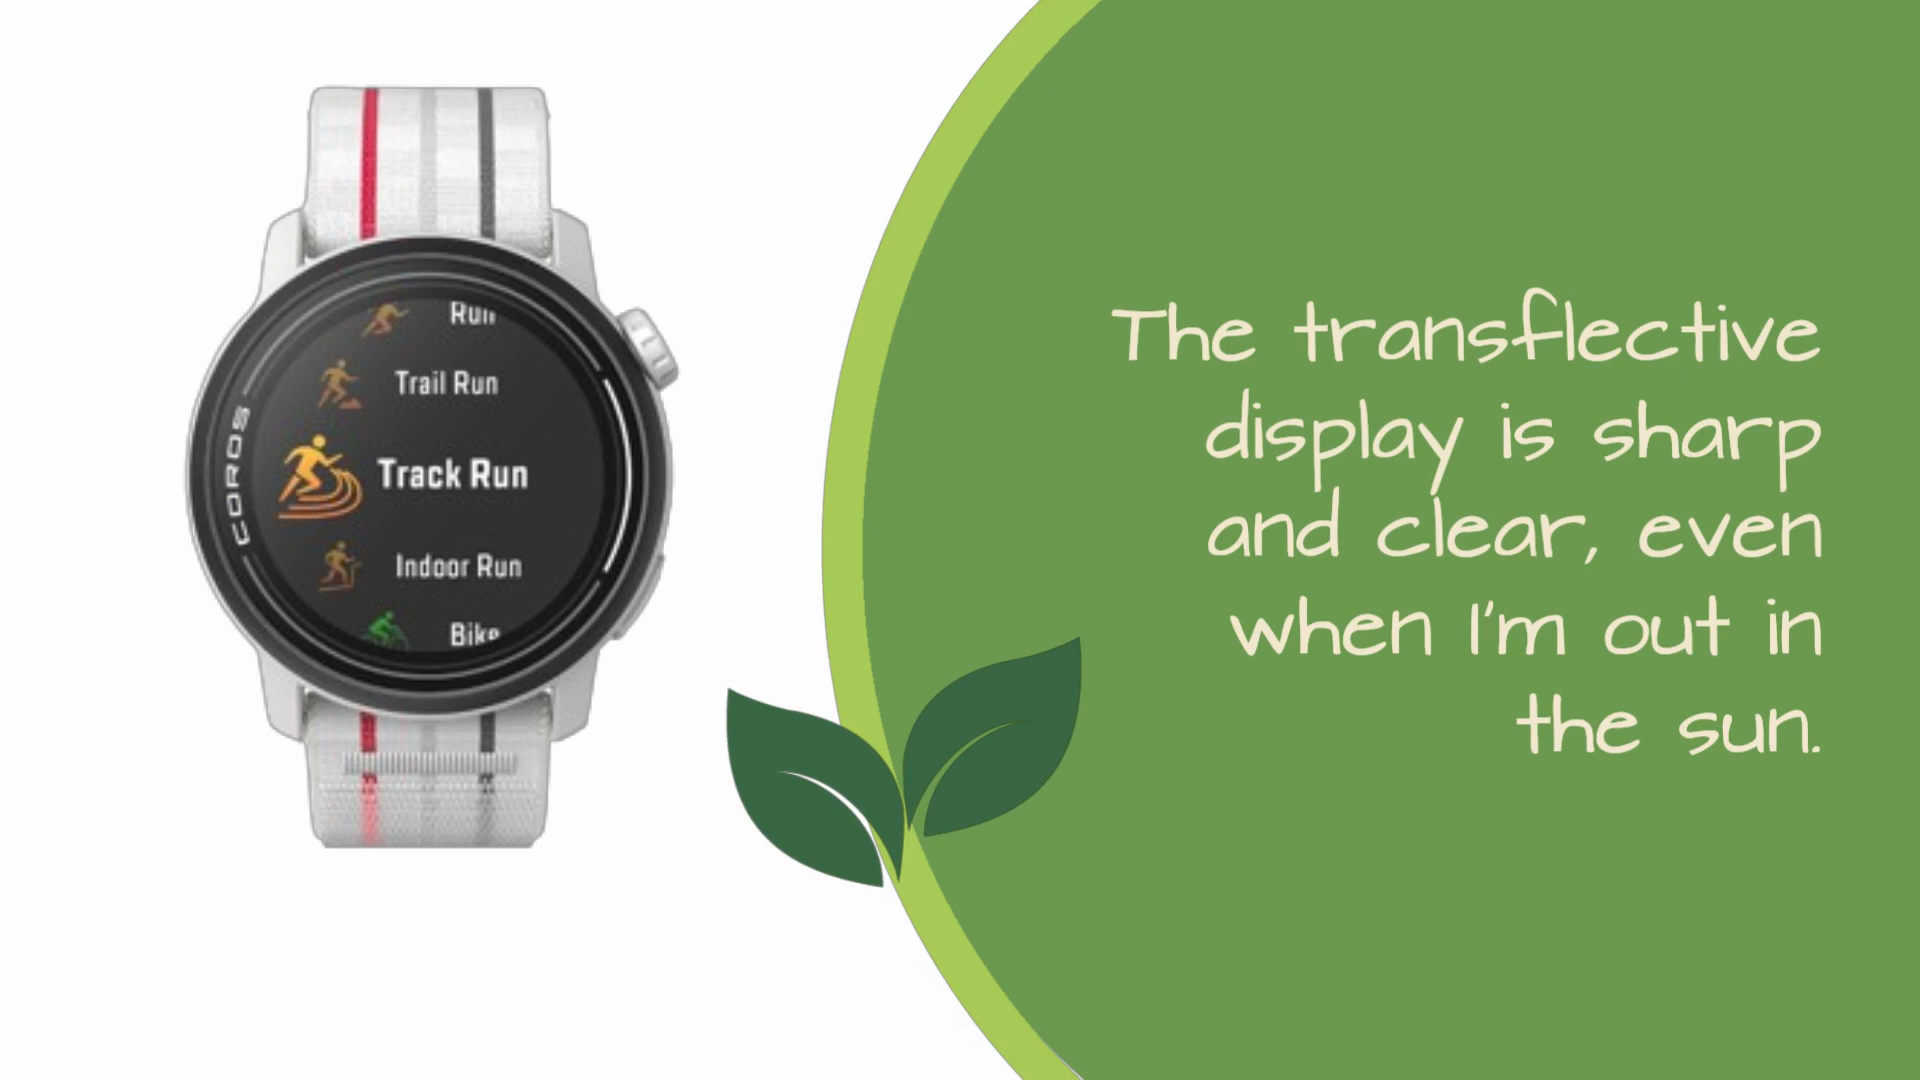 Run
Trail Run
Track Run
Indoor Run
Bike
COROS
The transflective
display is sharp
and clear, even
when I'm out in
the sun.